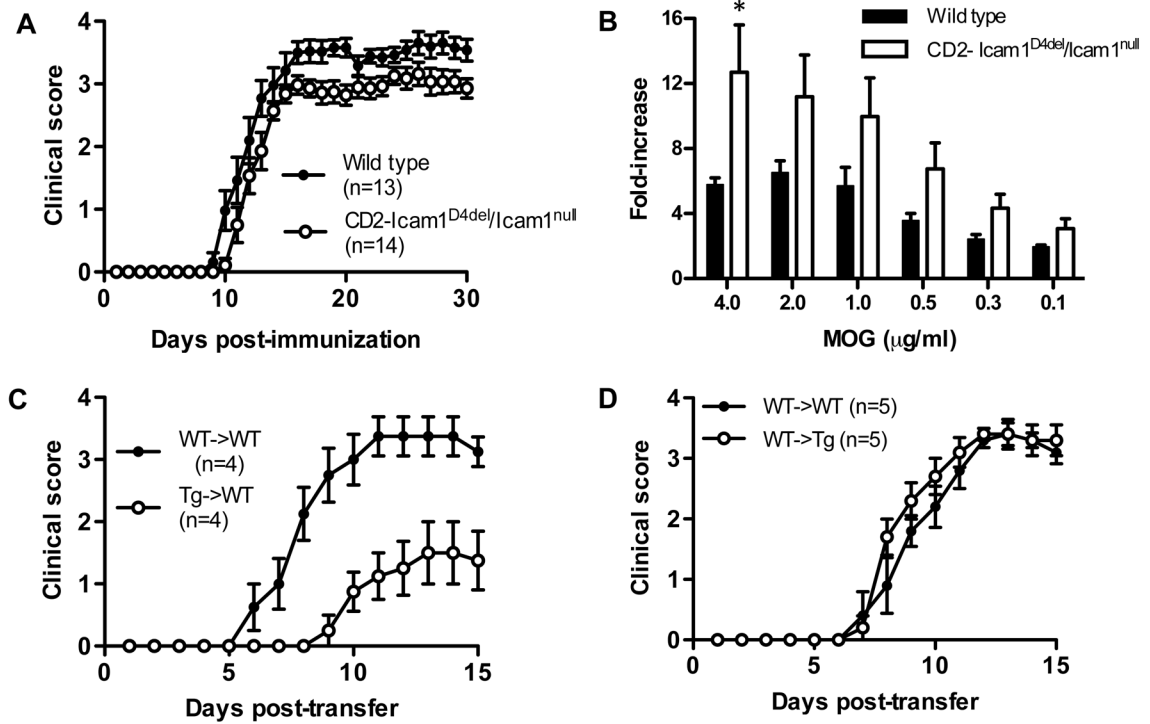 A
Clinical score
4
3
2
1
0
0
10
20
30
Days post-immunization
Wild type
(n=13)
CD2-Icam1D4del/Icam1null
(n=14)
B
Fold-increase
16
12
8
4
0
*
Wild type
CD2- Icam1D4del/Icam1null
4.0
2.0
1.0
0.5
0.3
0.1
MOG (μg/ml)
C
Clinical score
4
3
2
1
0
WT->WT
(n=4)
Tg->WT
(n=4)
0
5
10
15
Days post-transfer
D
Clinical score
4
3
2
1
0
WT->WT (n=5)
WT->Tg (n=5)
0
5
10
15
Days post-transfer